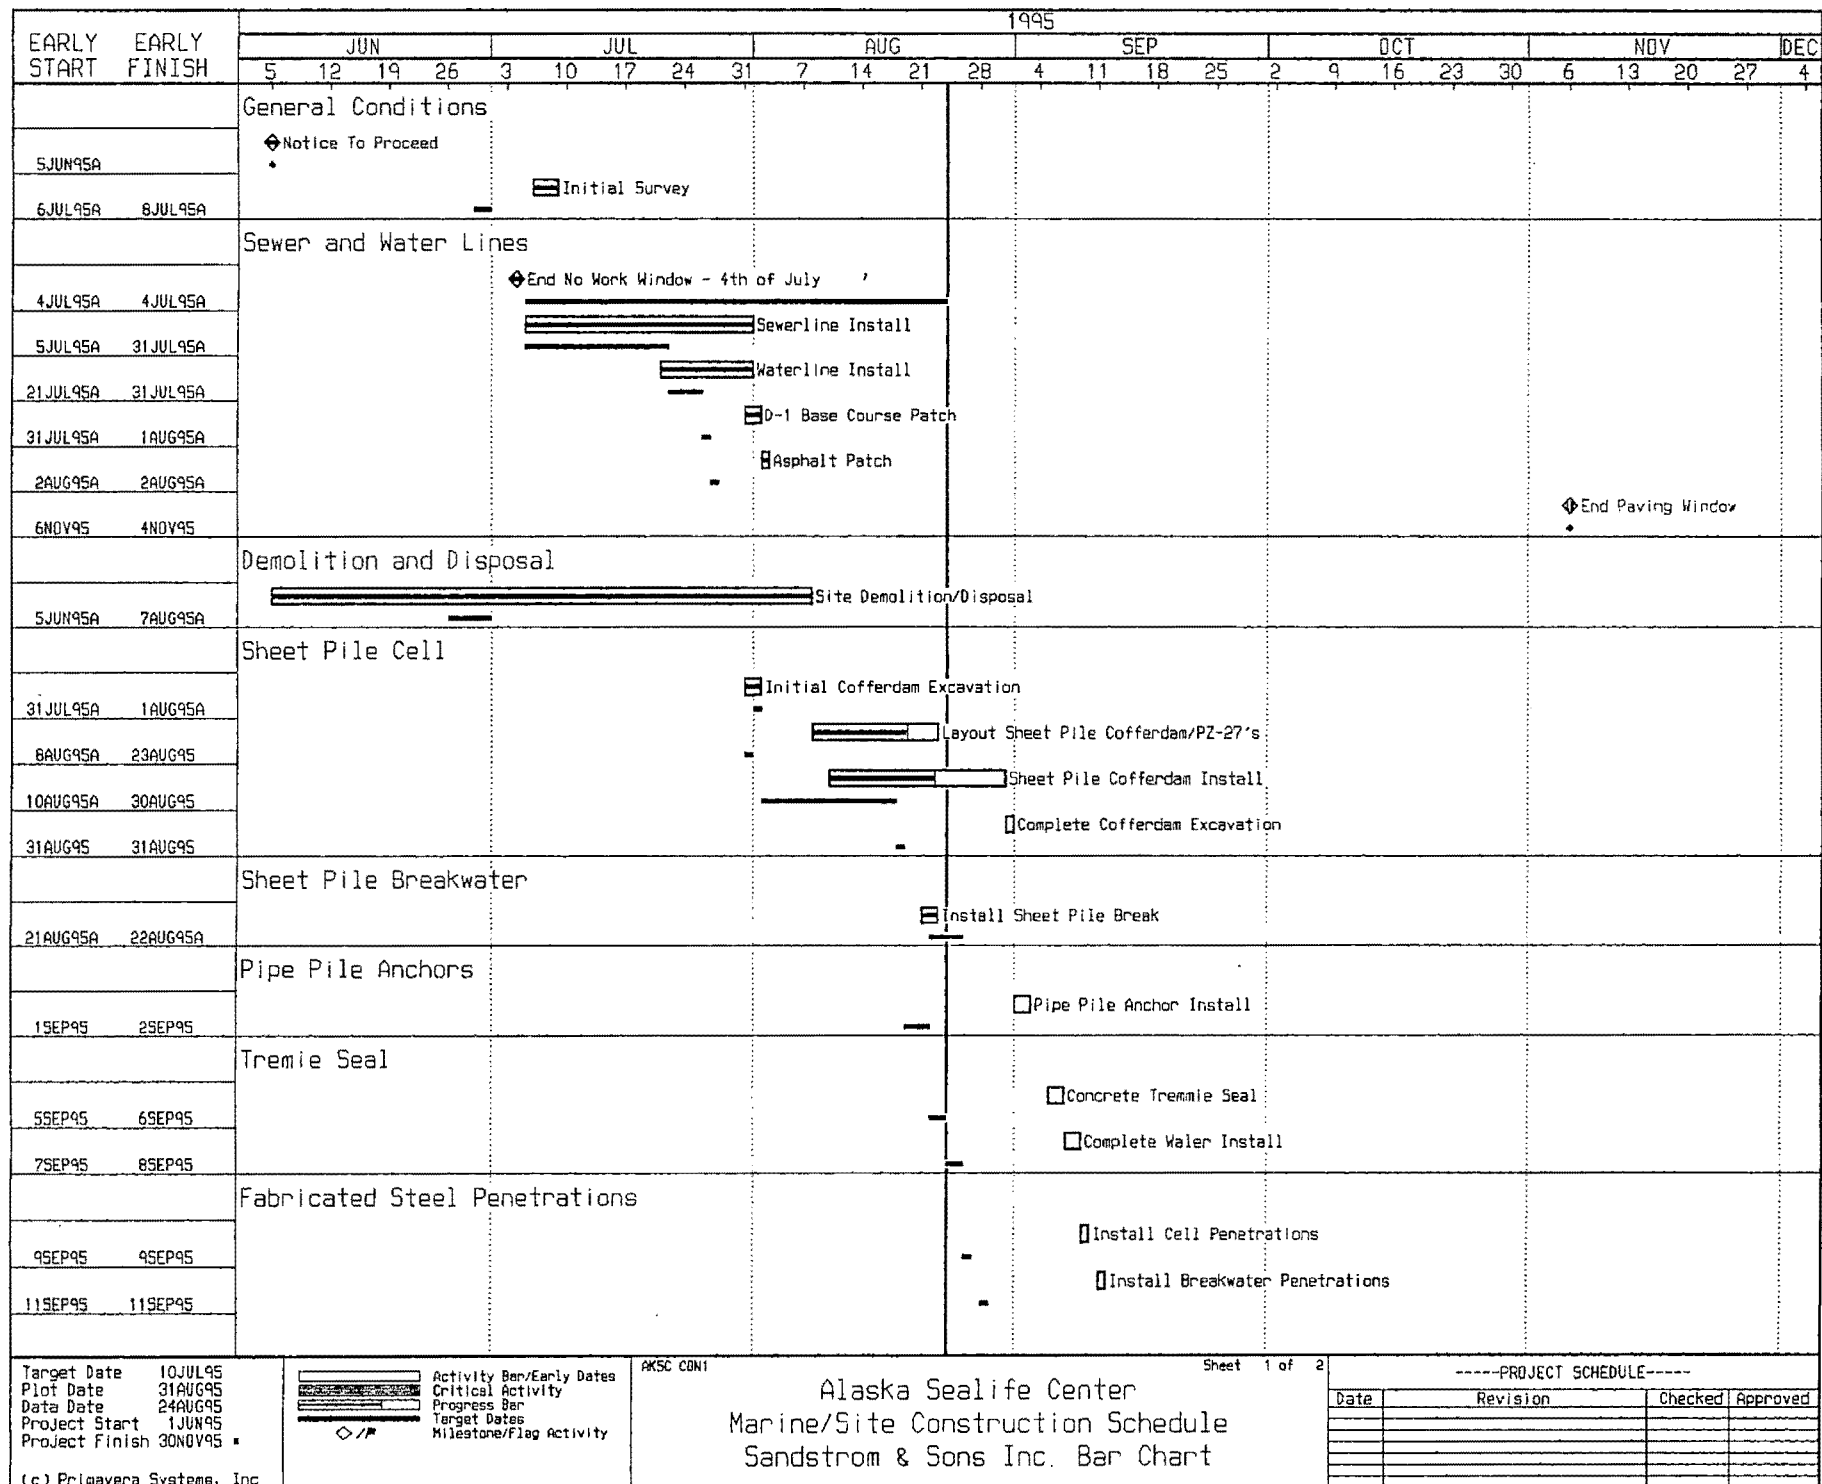 1995
EARLY START EARLY FINISH
JUN JUL AUG SEP OCT NOV DEC
5 12 19 26 3 10 17 24 31 7 14 21 28 4 11 18 25 2 9 16 23 30 6 13 20 27 4
General Conditions
Notice To Proceed
5JUN95A
Initial Survey
6JUL95A 8JUL95A
Sewer and Water Lines
End No Work Window - 4th of July
4JUL95A 4JUL95A
Sewerline Install
5JUL95A 31JUL95A
Waterline Install
21JUL95A 31JUL95A
D-1 Base Course Patch
31JUL95A 1AUG95A
Asphalt Patch
2AUG95A 2AUG95A
End Paving Window
6NOV95 4NOV95
Demolition and Disposal
Site Demolition/Disposal
5JUN95A 7AUG95A
Sheet Pile Cell
Initial Cofferdam Excavation
31JUL95A 1AUG95A
Layout Sheet Pile Cofferdam/PZ-27's
8AUG95A 23AUG95
Sheet Pile Cofferdam Install
10AUG95A 30AUG95
Complete Cofferdam Excavation
31AUG95 31AUG95
Sheet Pile Breakwater
Install Sheet Pile Break
21AUG95A 22AUG95A
Pipe Pile Anchors
Pipe Pile Anchor Install
1SEP95 2SEP95
Tremie Seal
Concrete Tremmie Seal
5SEP95 6SEP95
Complete Waler Install
7SEP95 8SEP95
Fabricated Steel Penetrations
Install Cell Penetrations
9SEP95 9SEP95
Install Breakwater Penetrations
11SEP95 11SEP95
Target Date 10JUL95
Plot Date 31AUG95
Data Date 24AUG95
Project Start 1JUN95
Project Finish 30NOV95
(c) Primavera Systems, Inc
Activity Bar/Early Dates
Critical Activity
Progress Bar
Target Dates
Milestone/Flag Activity
AKSC CON1
Sheet 1 of 2
Alaska Sealife Center
Marine/Site Construction Schedule
Sandstrom & Sons Inc. Bar Chart
-----PROJECT SCHEDULE-----
Date Revision Checked Approved